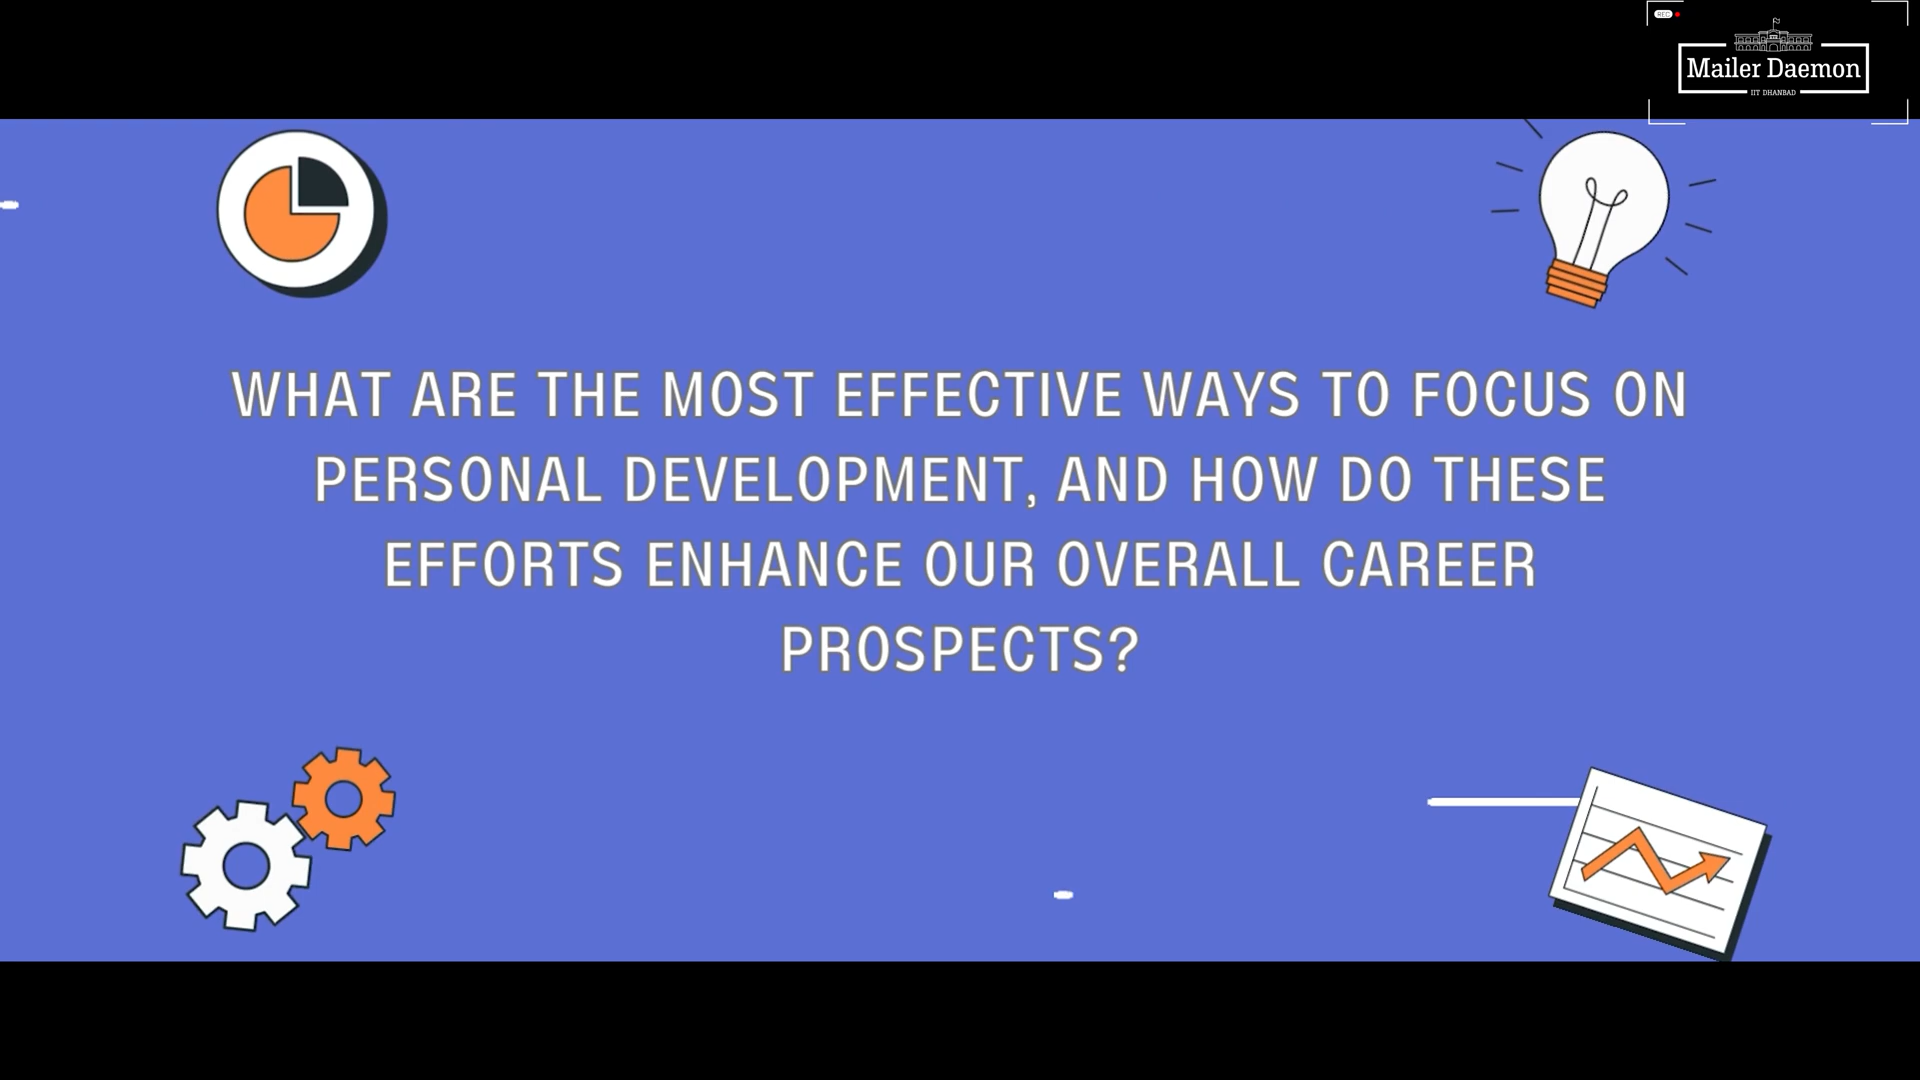 REC
Mailer Daemon
IIT DHANBAD
WHAT ARE THE MOST EFFECTIVE WAYS TO FOCUS ON
PERSONAL DEVELOPMENT, AND HOW DO THESE
EFFORTS ENHANCE OUR OVERALL CAREER
PROSPECTS?